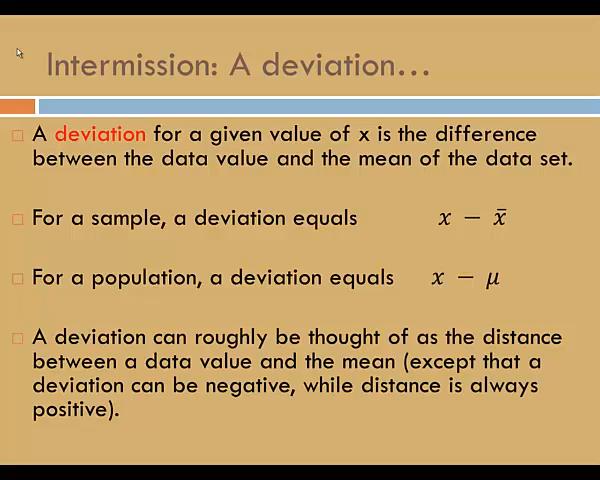 Intermission: A deviation…
A deviation for a given value of x is the difference
between the data value and the mean of the data set.
For a sample, a deviation equals x − x̄
For a population, a deviation equals x − μ
A deviation can roughly be thought of as the distance
between a data value and the mean (except that a
deviation can be negative, while distance is always
positive).